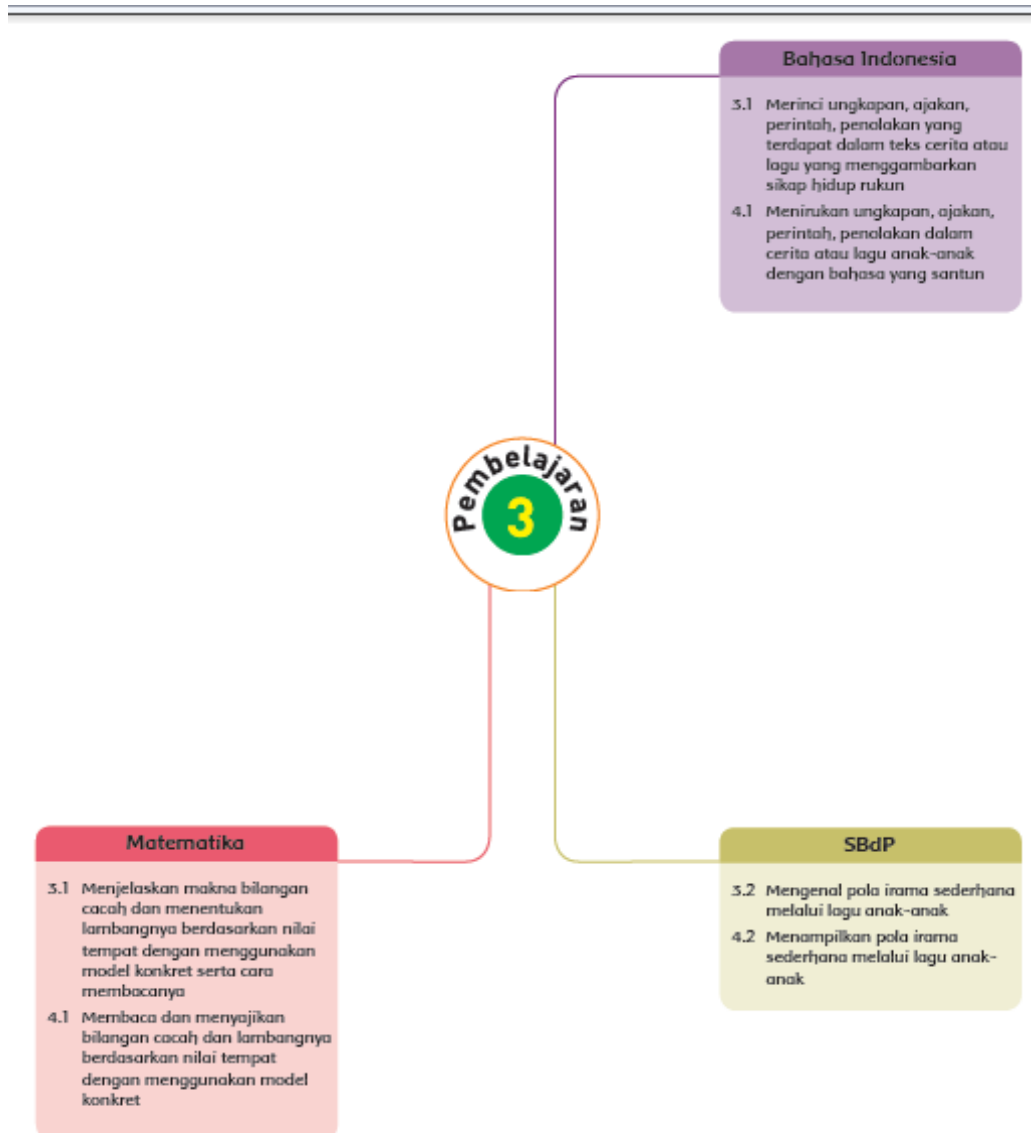 Bahasa Indonesia
3.1 Merinci ungkapan, ajakan,
perintah, penolakan yang
terdapat dalam teks cerita atau
lagu yang menggambarkan
sikap hidup rukun
4.1 Menirukan ungkapan, ajakan,
perintah, penolakan dalam
cerita atau lagu anak-anak
dengan bahasa yang santun
Pembelajaran
3
Matematika
3.1 Menjelaskan makna bilangan
cacah dan menentukan
lambangnya berdasarkan nilai
tempat dengan menggunakan
model konkret serta cara
membacanya
4.1 Membaca dan menyajikan
bilangan cacah dan lambangnya
berdasarkan nilai tempat
dengan menggunakan model
konkret
SBdP
3.2 Mengenal pola irama sederhana
melalui lagu anak-anak
4.2 Menampilkan pola irama
sederhana melalui lagu anak-
anak